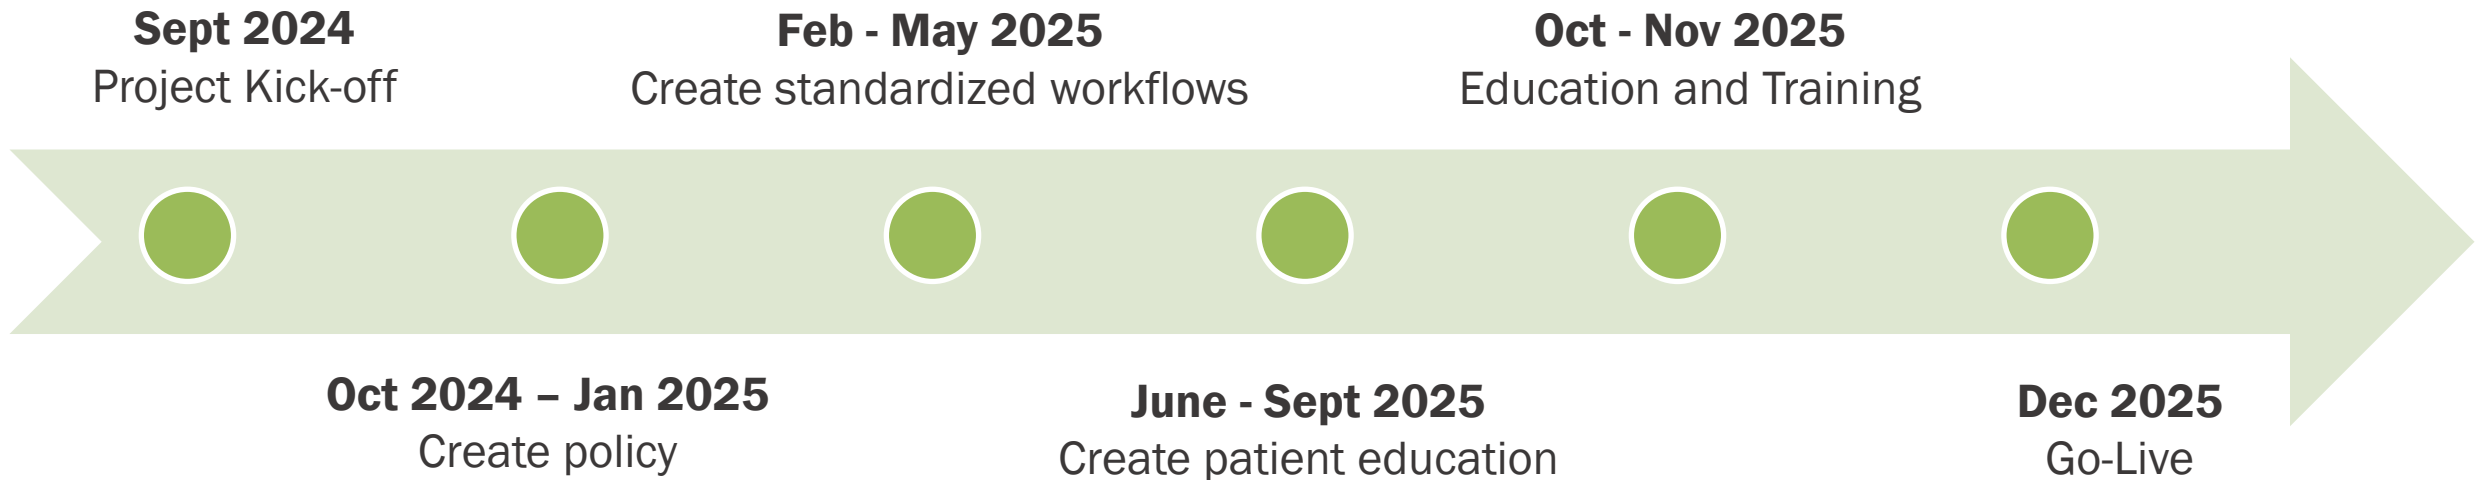 Sept 2024
Project Kick-off
Feb - May 2025
Create standardized workflows
Oct - Nov 2025
Education and Training
Oct 2024 – Jan 2025
Create policy
June - Sept 2025
Create patient education
Dec 2025
Go-Live